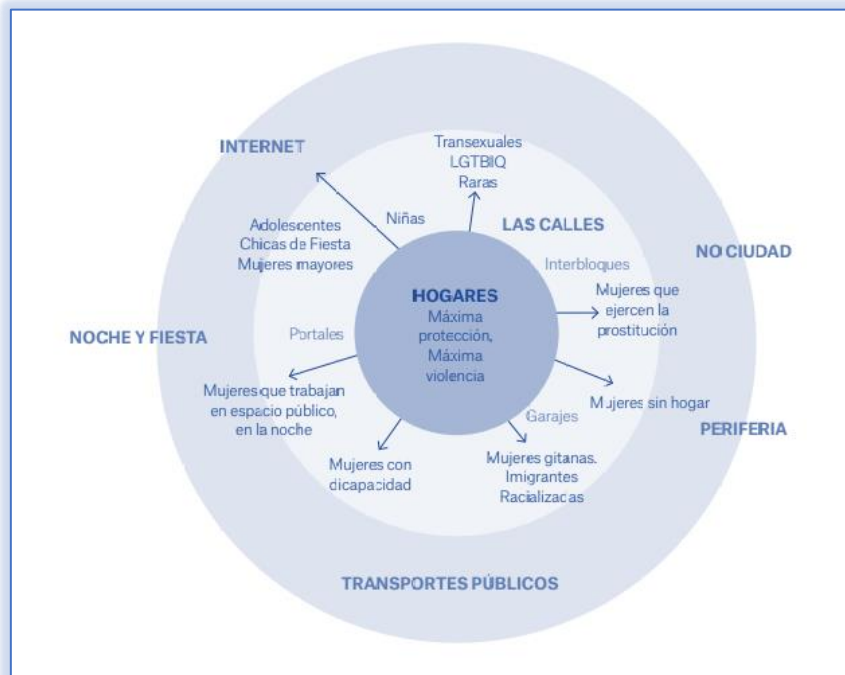 INTERNET
Transexuales
LGTBIQ
Raras
Niñas
Adolescentes
Chicas de Fiesta
Mujeres mayores
LAS CALLES
Interbloques
NO CIUDAD
HOGARES
Máxima
protección,
Máxima
violencia
Mujeres que
ejercen la
prostitución
NOCHE Y FIESTA
Portales
Mujeres que trabajan
en espacio público,
en la noche
Mujeres sin hogar
Garajes
PERIFERIA
Mujeres con
dicapacidad
Mujeres gitanas.
Imigrantes
Racializadas
TRANSPORTES PÚBLICOS